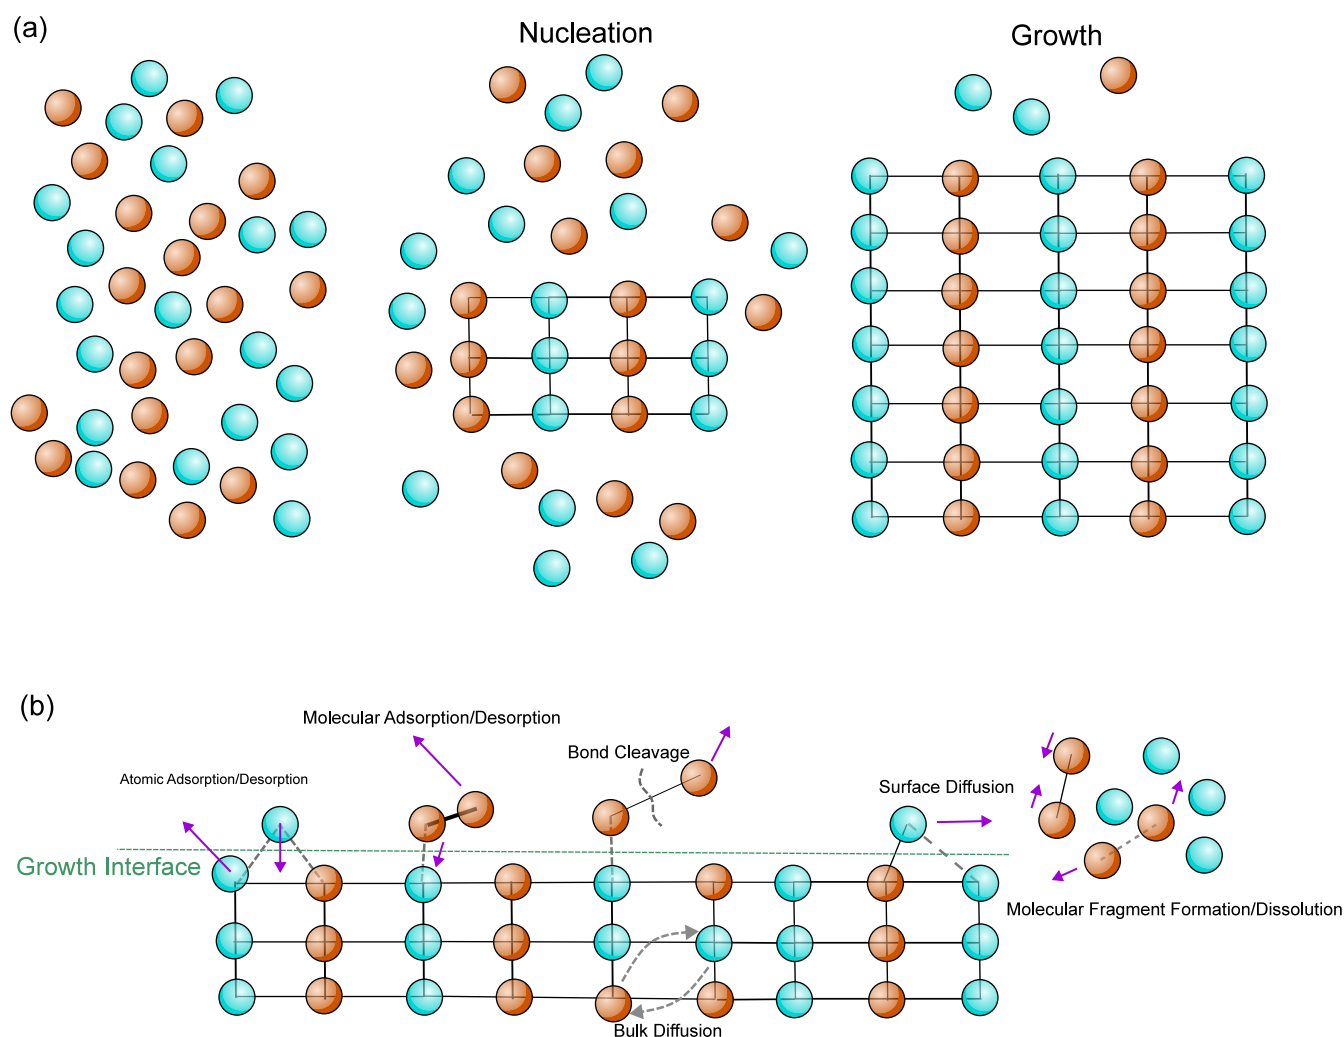 (a)
Nucleation
Growth
(b)
Molecular Adsorption/Desorption
Bond Cleavage
Atomic Adsorption/Desorption
Surface Diffusion
Growth Interface
Molecular Fragment Formation/Dissolution
Bulk Diffusion